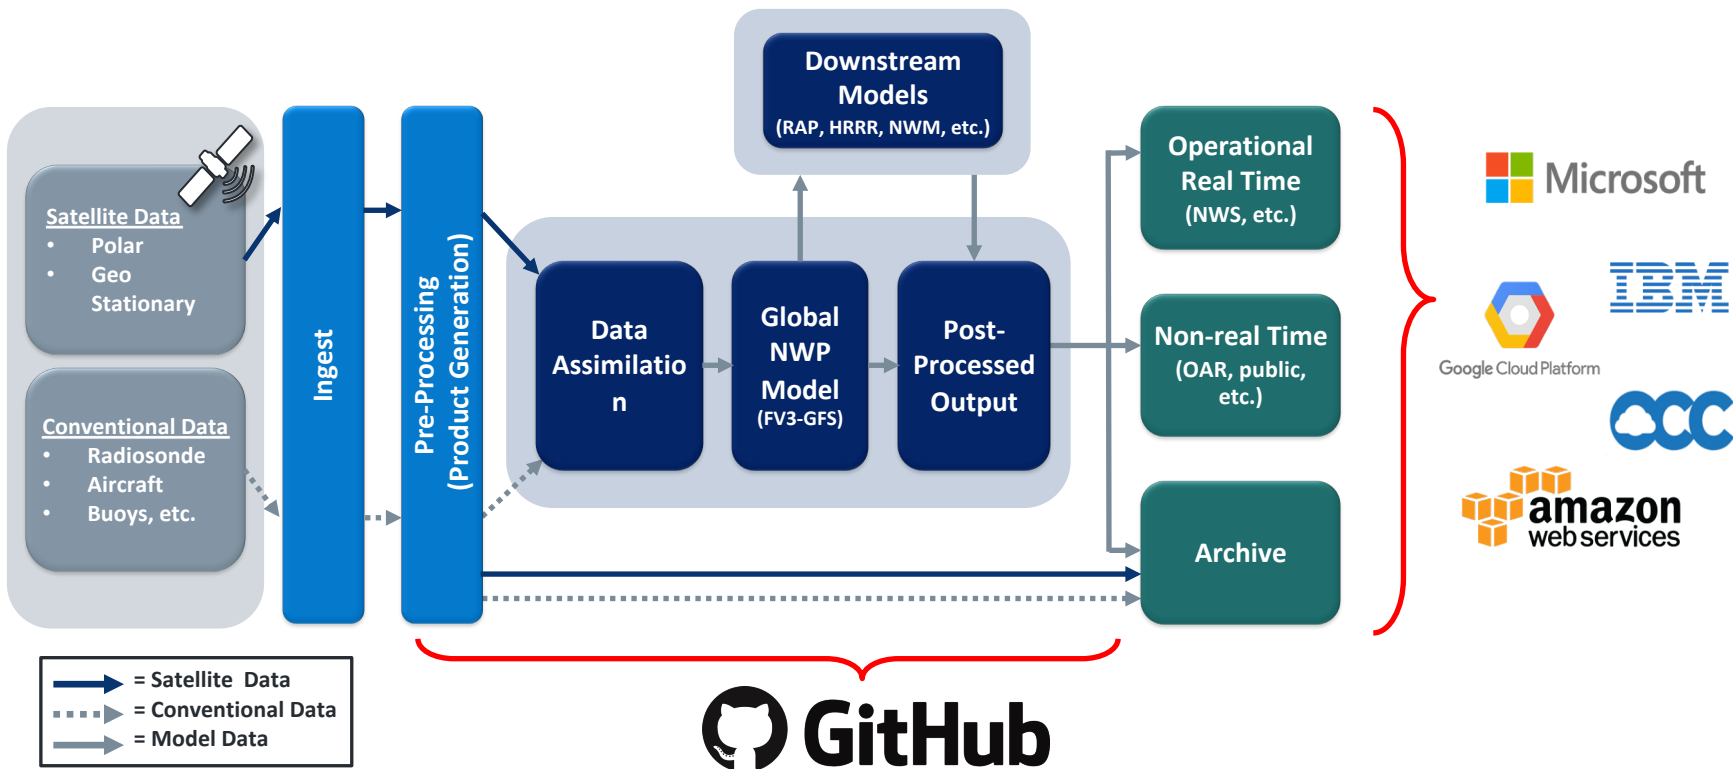 Satellite Data
• Polar
• Geo
Stationary
Conventional Data
• Radiosonde
• Aircraft
• Buoys, etc.
Ingest
Pre-Processing
(Product Generation)
Data
Assimilatio
n
Global
NWP
Model
(FV3-GFS)
Post-
Processed
Output
Downstream
Models
(RAP, HRRR, NWM, etc.)
Operational
Real Time
(NWS, etc.)
Non-real Time
(OAR, public,
etc.)
Archive
Microsoft
IBM
Google Cloud Platform
OCC
amazon
web services
= Satellite Data
= Conventional Data
= Model Data
GitHub